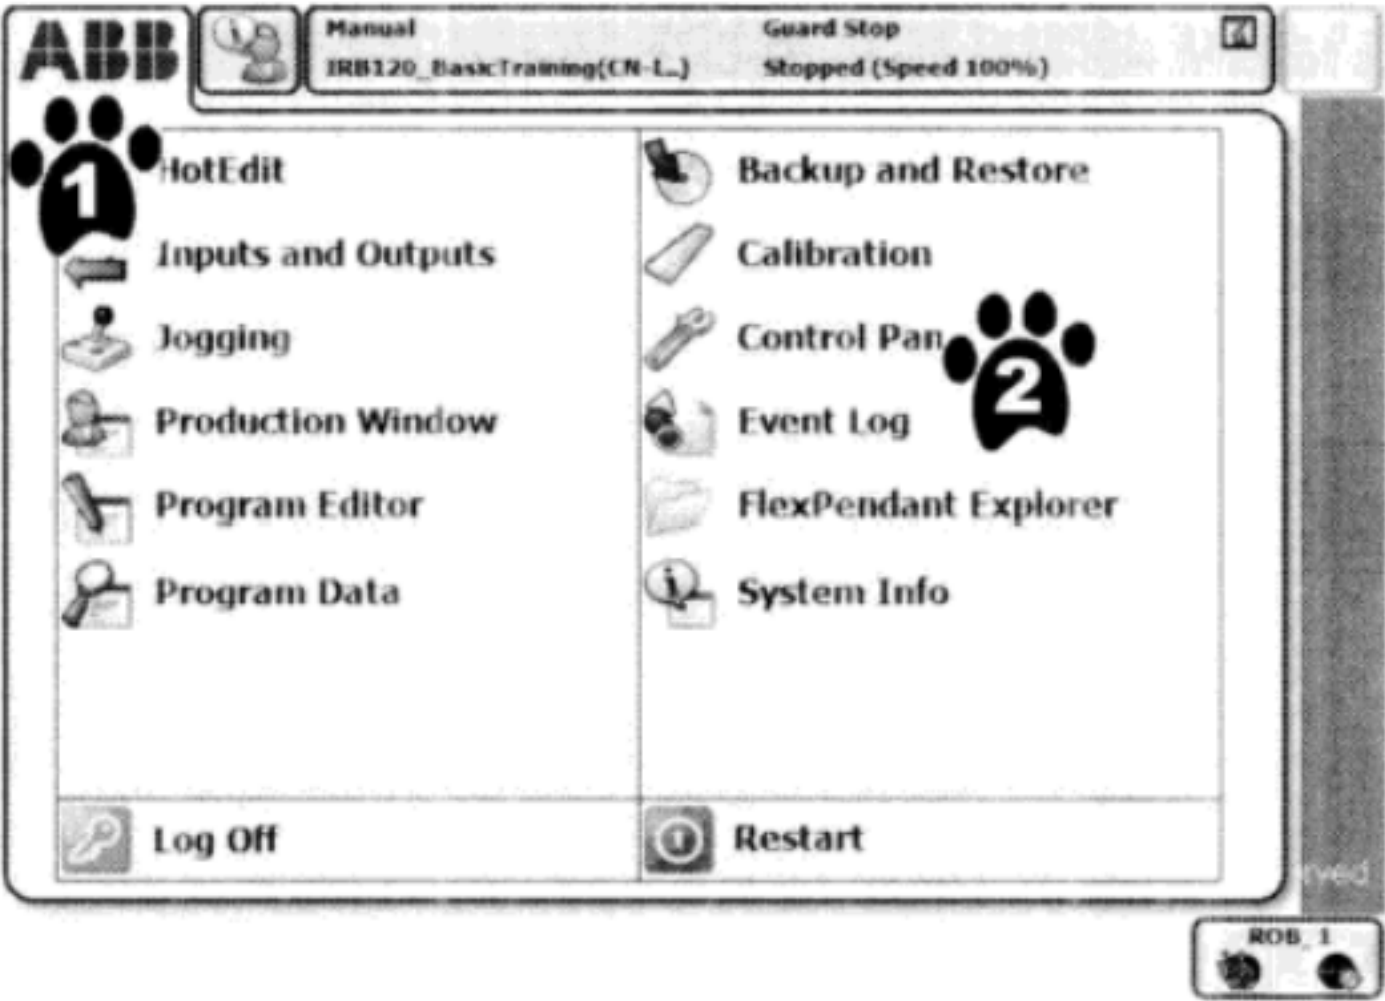 ABB
Manual
Guard Stop
IRB120_BasicTraining(CN-L...)
Stopped (Speed 100%)
1
HotEdit
Backup and Restore
Inputs and Outputs
Calibration
Jogging
Control Pan
2
Production Window
Event Log
Program Editor
FlexPendant Explorer
Program Data
System Info
Log Off
Restart
rved
ROB_1